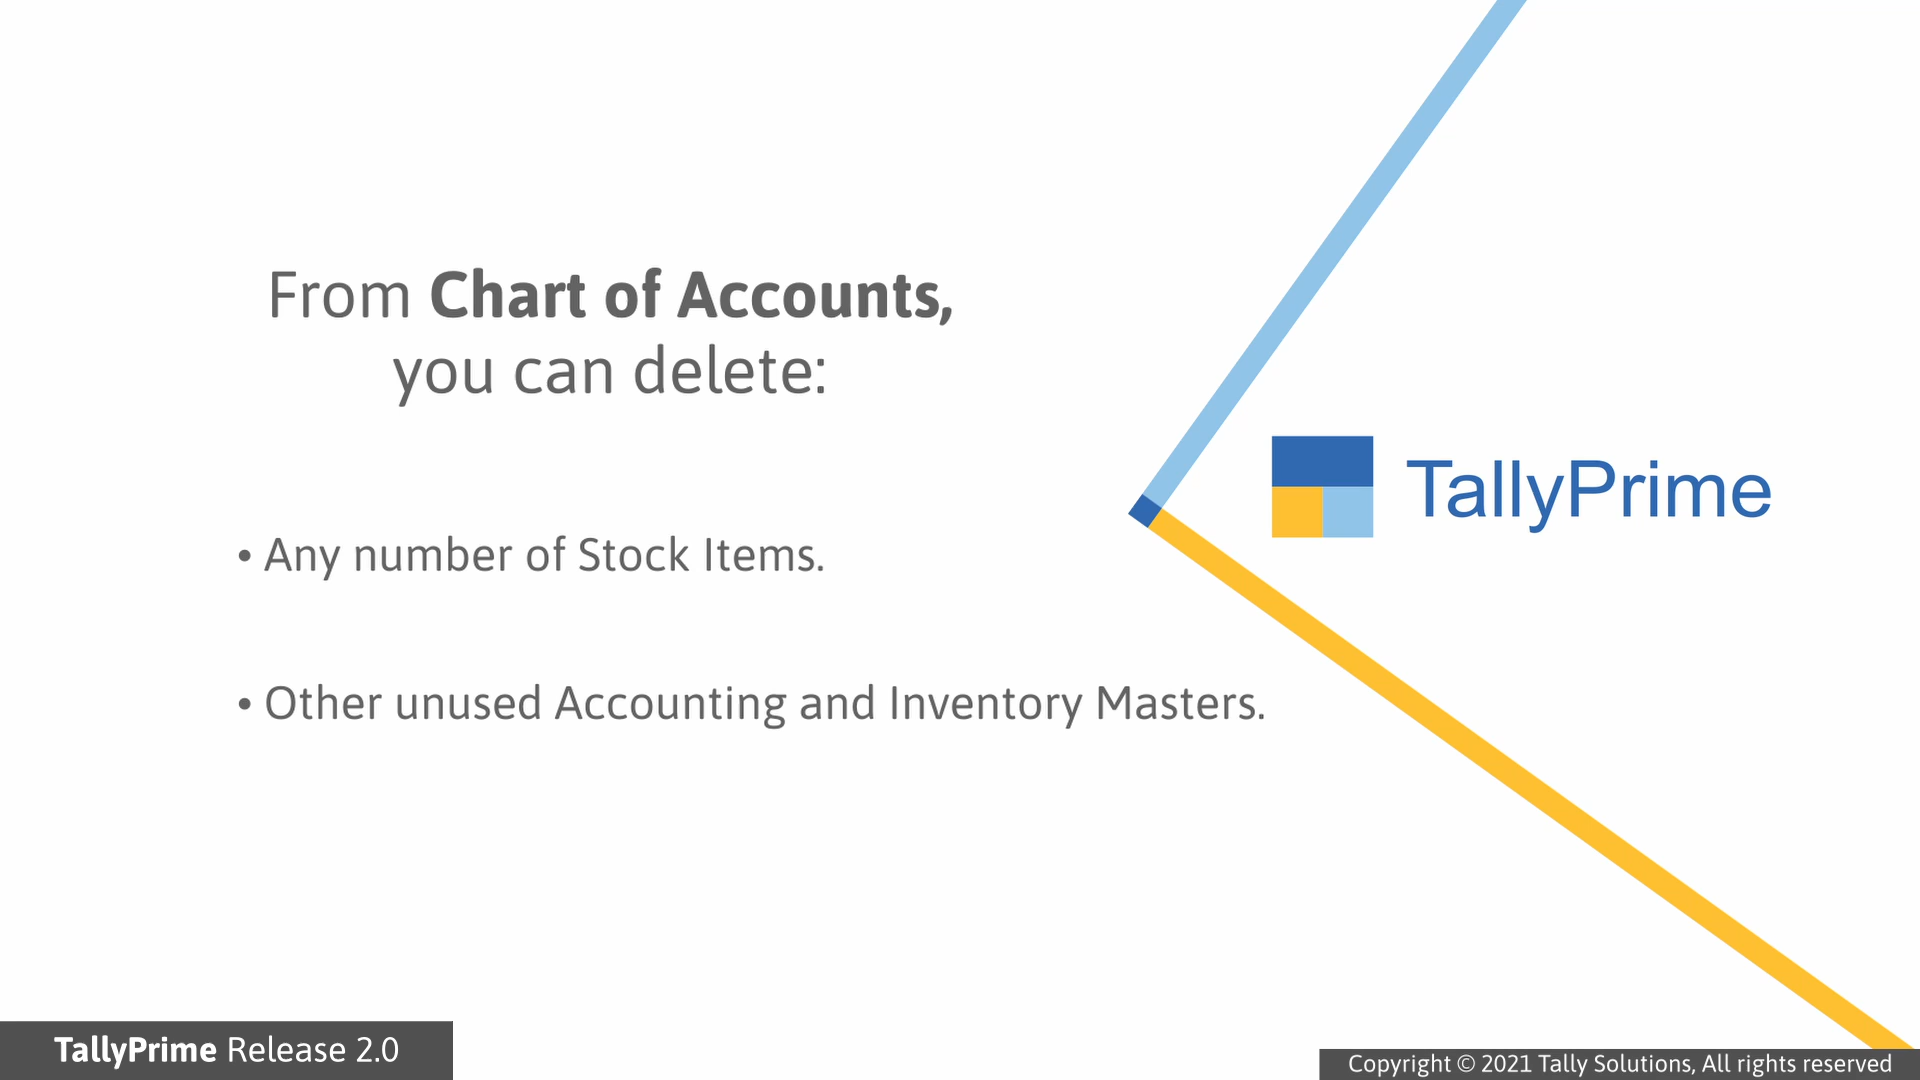 From Chart of Accounts,
you can delete:
• Any number of Stock Items.
• Other unused Accounting and Inventory Masters.
TallyPrime
TallyPrime Release 2.0
Copyright © 2021 Tally Solutions, All rights reserved